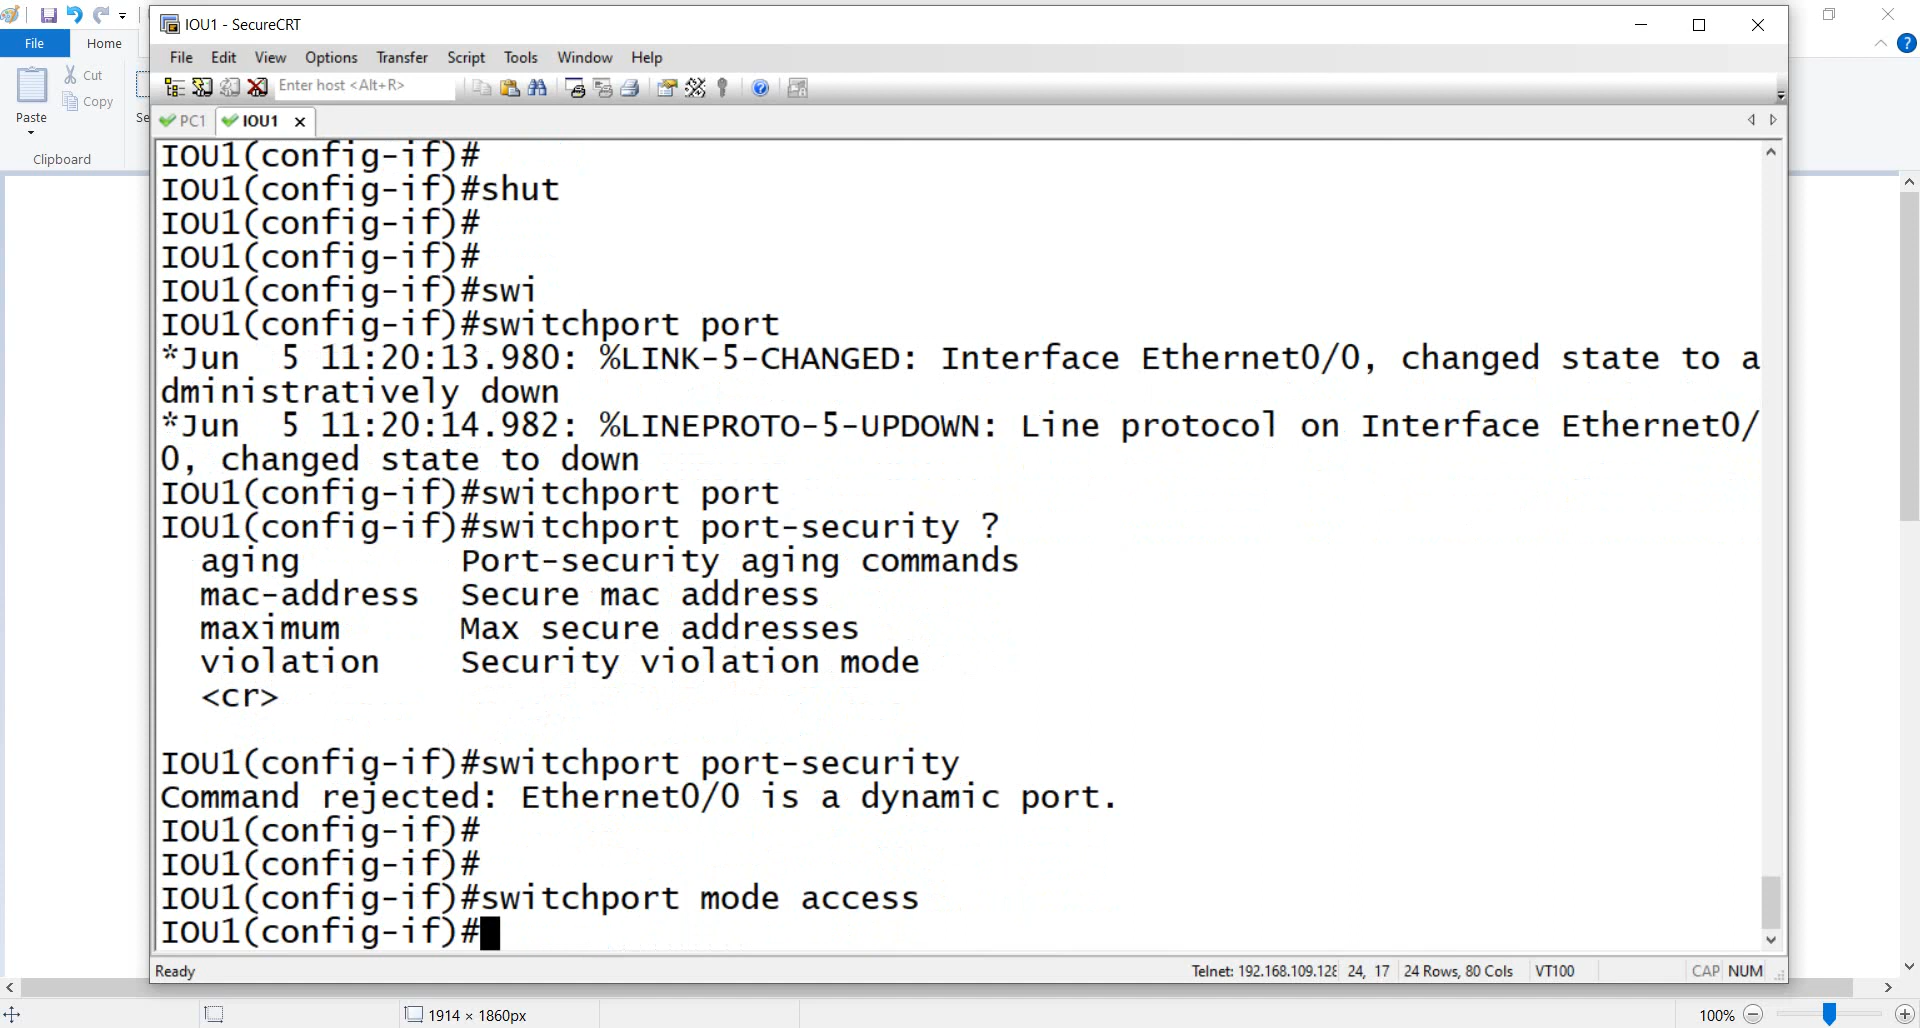 IOU1 - SecureCRT
File Home
File Edit View Options Transfer Script Tools Window Help
Enter host <Alt+R>
Cut
Copy
Paste
Se
Clipboard
PC1 IOU1
IOU1(config-if)#
IOU1(config-if)#shut
IOU1(config-if)#
IOU1(config-if)#
IOU1(config-if)#swi
IOU1(config-if)#switchport port
*Jun  5 11:20:13.980: %LINK-5-CHANGED: Interface Ethernet0/0, changed state to a
dministratively down
*Jun  5 11:20:14.982: %LINEPROTO-5-UPDOWN: Line protocol on Interface Ethernet0/
0, changed state to down
IOU1(config-if)#switchport port
IOU1(config-if)#switchport port-security ?
aging Port-security aging commands
mac-address Secure mac address
maximum Max secure addresses
violation Security violation mode
<cr>
IOU1(config-if)#switchport port-security
Command rejected: Ethernet0/0 is a dynamic port.
IOU1(config-if)#
IOU1(config-if)#
IOU1(config-if)#switchport mode access
IOU1(config-if)#
Ready Telnet: 192.168.109.128 24, 17 24 Rows, 80 Cols VT100 CAP NUM
1914 × 1860px 100%